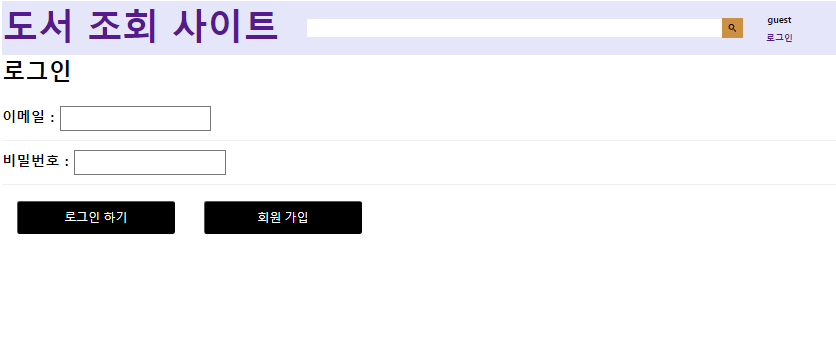 도서 조회 사이트
guest
로그인
로그인
이메일 :
비밀번호 :
로그인 하기 회원 가입